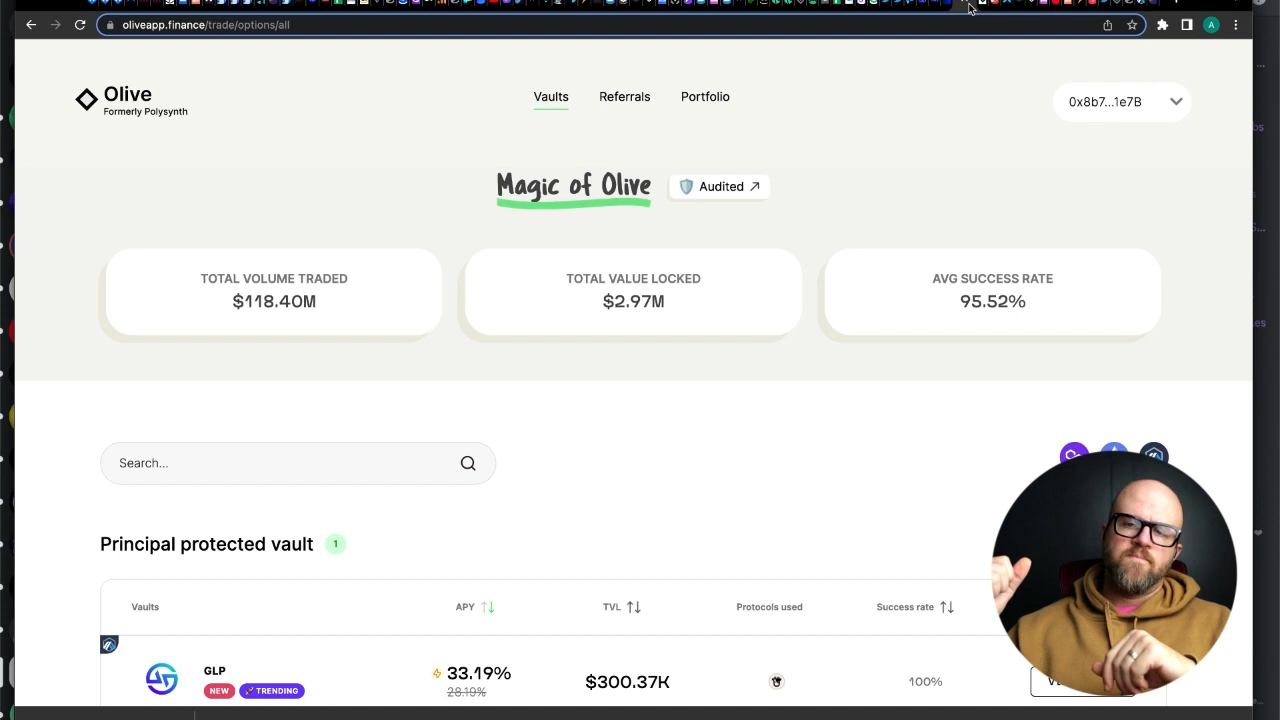 oliveapp.finance/trade/options/all
A
Olive
Formerly Polysynth
Vaults
Referrals
Portfolio
0x8b7...1e7B
Magic of Olive
Audited
TOTAL VOLUME TRADED
$118.40M
TOTAL VALUE LOCKED
$2.97M
AVG SUCCESS RATE
95.52%
Search...
Principal protected vault
1
Vaults
APY
TVL
Protocols used
Success rate
GLP
NEW
TRENDING
33.19%
28.19%
$300.37K
100%